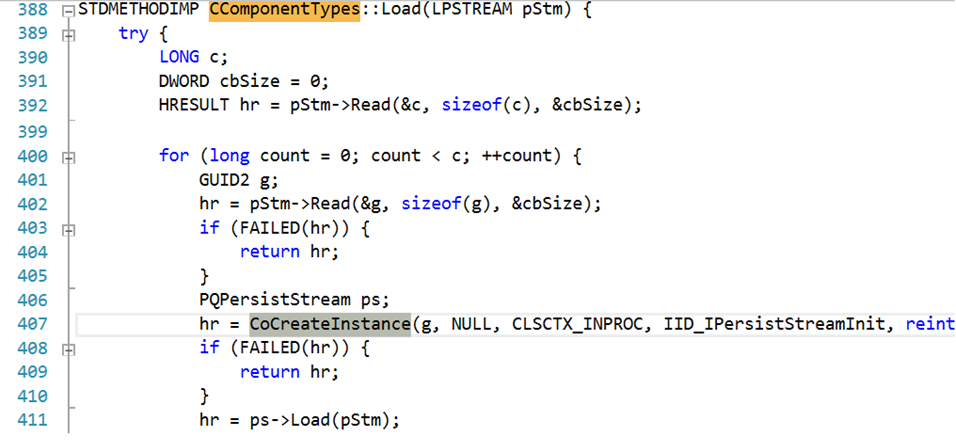 388 STDMETHODIMP CComponentTypes::Load(LPSTREAM pStm) {
389 try {
390 LONG c;
391 DWORD cbSize = 0;
392 HRESULT hr = pStm->Read(&c, sizeof(c), &cbSize);
399
400 for (long count = 0; count < c; ++count) {
401 GUID2 g;
402 hr = pStm->Read(&g, sizeof(g), &cbSize);
403 if (FAILED(hr)) {
404 return hr;
405 }
406 PQPersistStream ps;
407 hr = CoCreateInstance(g, NULL, CLSCTX_INPROC, IID_IPersistStreamInit, reint
408 if (FAILED(hr)) {
409 return hr;
410 }
411 hr = ps->Load(pStm);